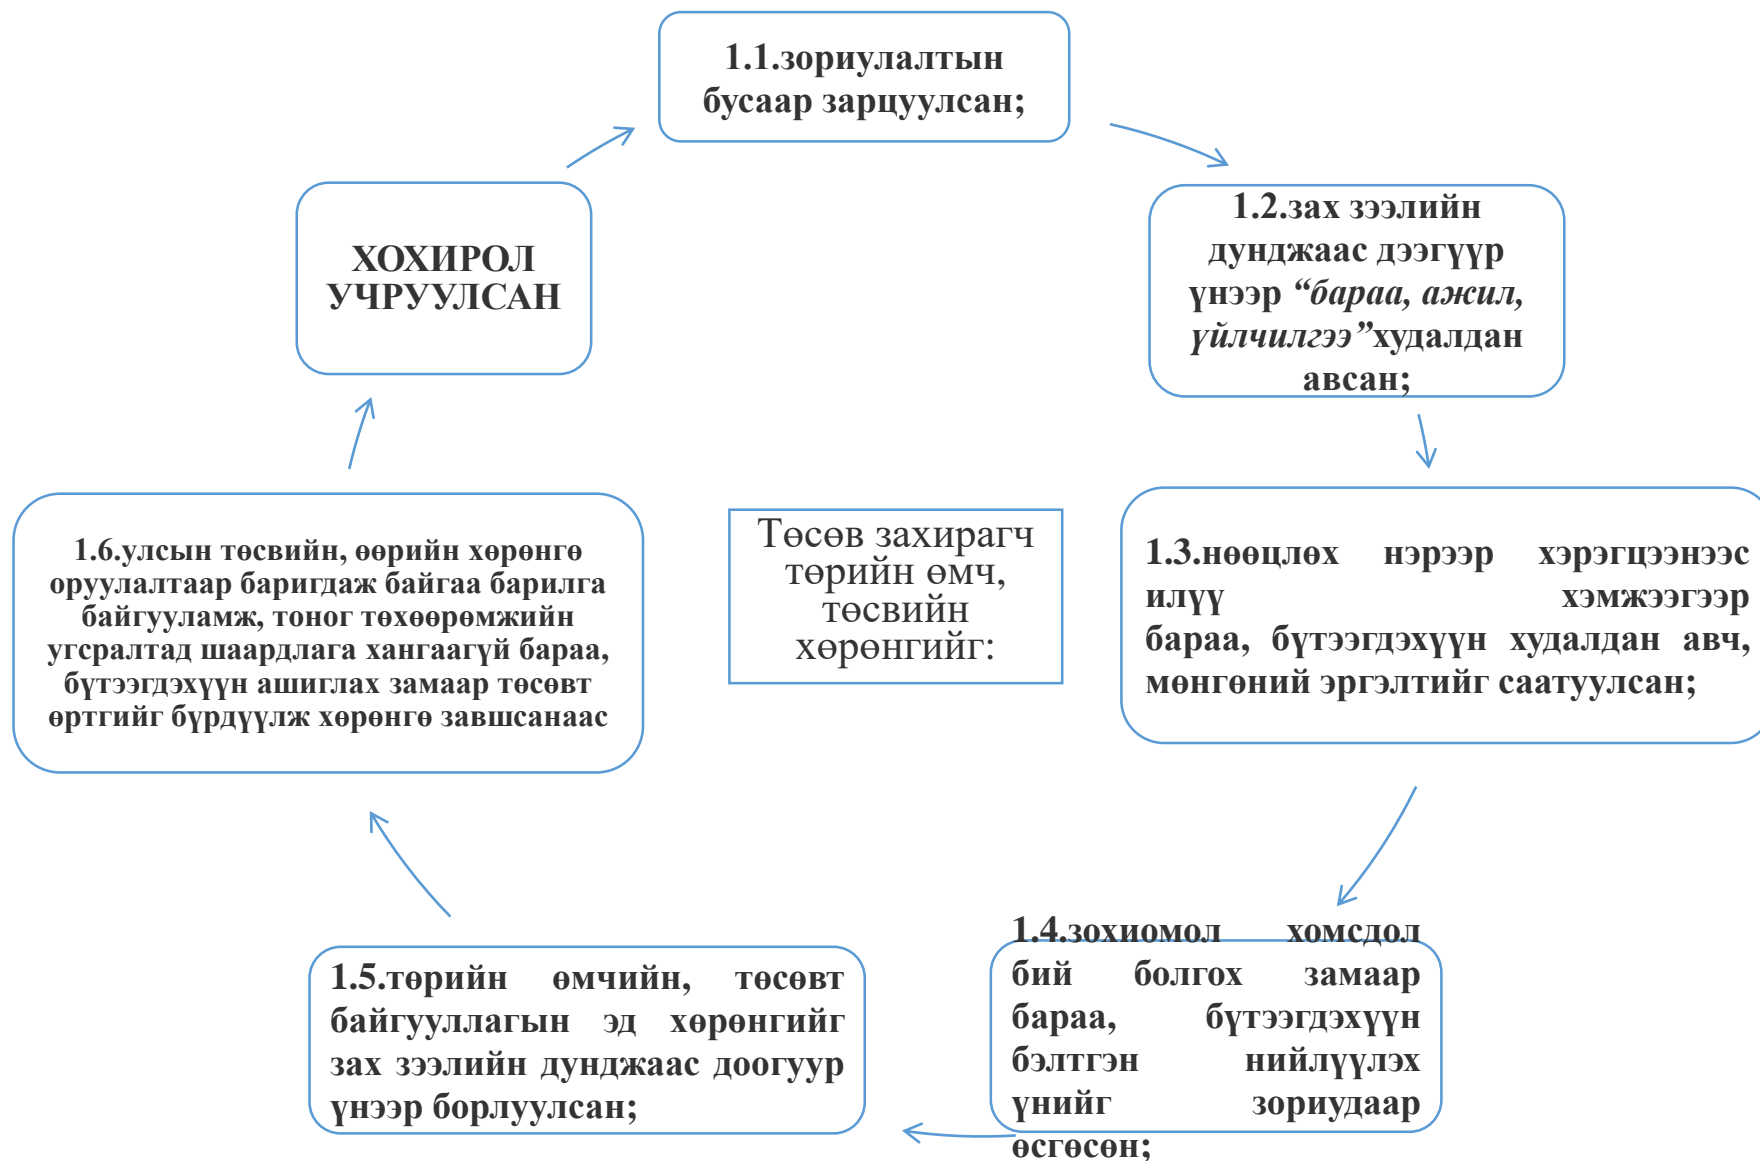 1.1.зориулалтын
бусаар зарцуулсан;
1.2.зах зээлийн
дунджаас дээгүүр
үнээр “бараа, ажил,
үйлчилгээ”худалдан
авсан;
1.3.нөөцлөх нэрээр хэрэгцээнээс
илүү хэмжээгээр
бараа, бүтээгдэхүүн худалдан авч,
мөнгөний эргэлтийг саатуулсан;
1.4.зохиомол хомсдол
бий болгох замаар
бараа, бүтээгдэхүүн
бэлтгэн нийлүүлэх
үнийг зориудаар
өсгөсөн;
1.5.төрийн өмчийн, төсөвт
байгууллагын эд хөрөнгийг
зах зээлийн дунджаас доогуур
үнээр борлуулсан;
1.6.улсын төсвийн, өөрийн хөрөнгө
оруулалтаар баригдаж байгаа барилга
байгууламж, тоног төхөөрөмжийн
угсралтад шаардлага хангаагүй бараа,
бүтээгдэхүүн ашиглах замаар төсөвт
өртгийг бүрдүүлж хөрөнгө завшсанаас
ХОХИРОЛ
УЧРУУЛСАН
Төсөв захирагч
төрийн өмч,
төсвийн
хөрөнгийг: